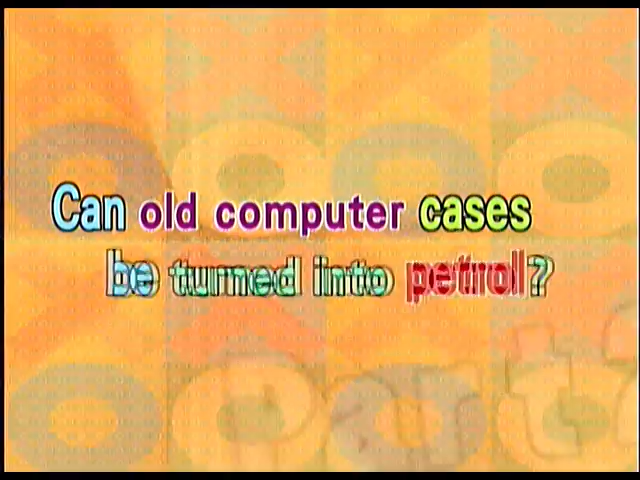 Can old computer cases
be turned into petrol?